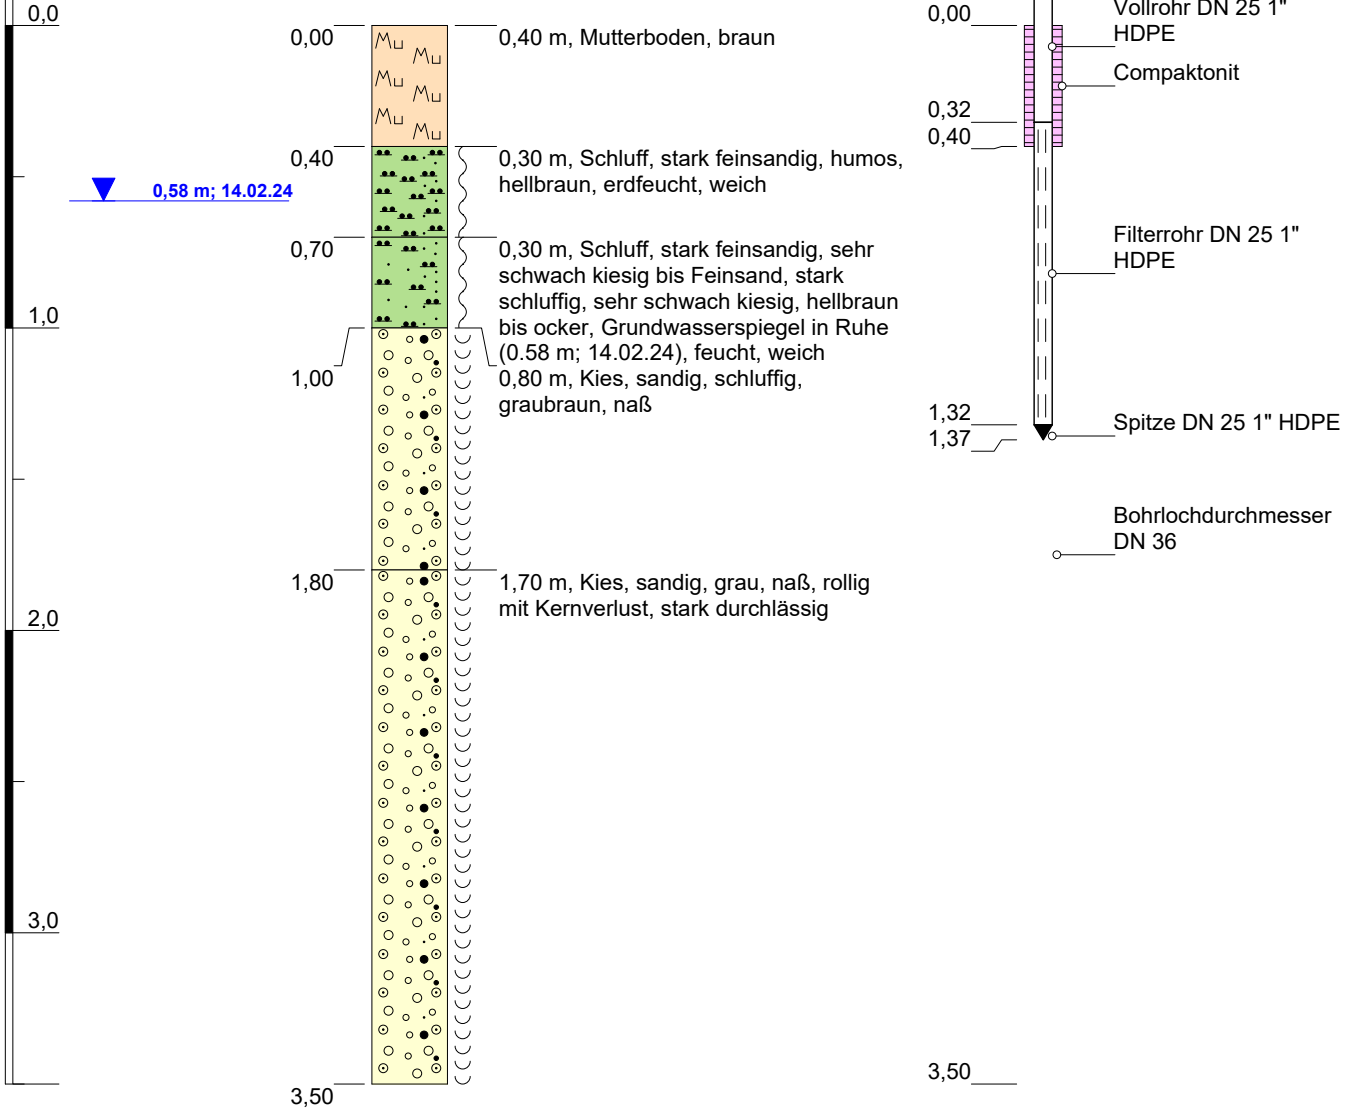 0,0
0,00
0,40 m, Mutterboden, braun
0,40
0,30 m, Schluff, stark feinsandig, humos,
hellbraun, erdfeucht, weich
0,58 m; 14.02.24
0,70
0,30 m, Schluff, stark feinsandig, sehr
schwach kiesig bis Feinsand, stark
schluffig, sehr schwach kiesig, hellbraun
bis ocker, Grundwasserspiegel in Ruhe
(0.58 m; 14.02.24), feucht, weich
1,0
1,00
0,80 m, Kies, sandig, schluffig,
graubraun, naß
1,80
1,70 m, Kies, sandig, grau, naß, rollig
mit Kernverlust, stark durchlässig
2,0
3,0
3,50
0,00
Vollrohr DN 25 1"
HDPE
Compaktonit
0,32
0,40
Filterrohr DN 25 1"
HDPE
1,32
1,37
Spitze DN 25 1" HDPE
Bohrlochdurchmesser
DN 36
3,50
Mu
Mu
Mu
Mu
Mu
Mu